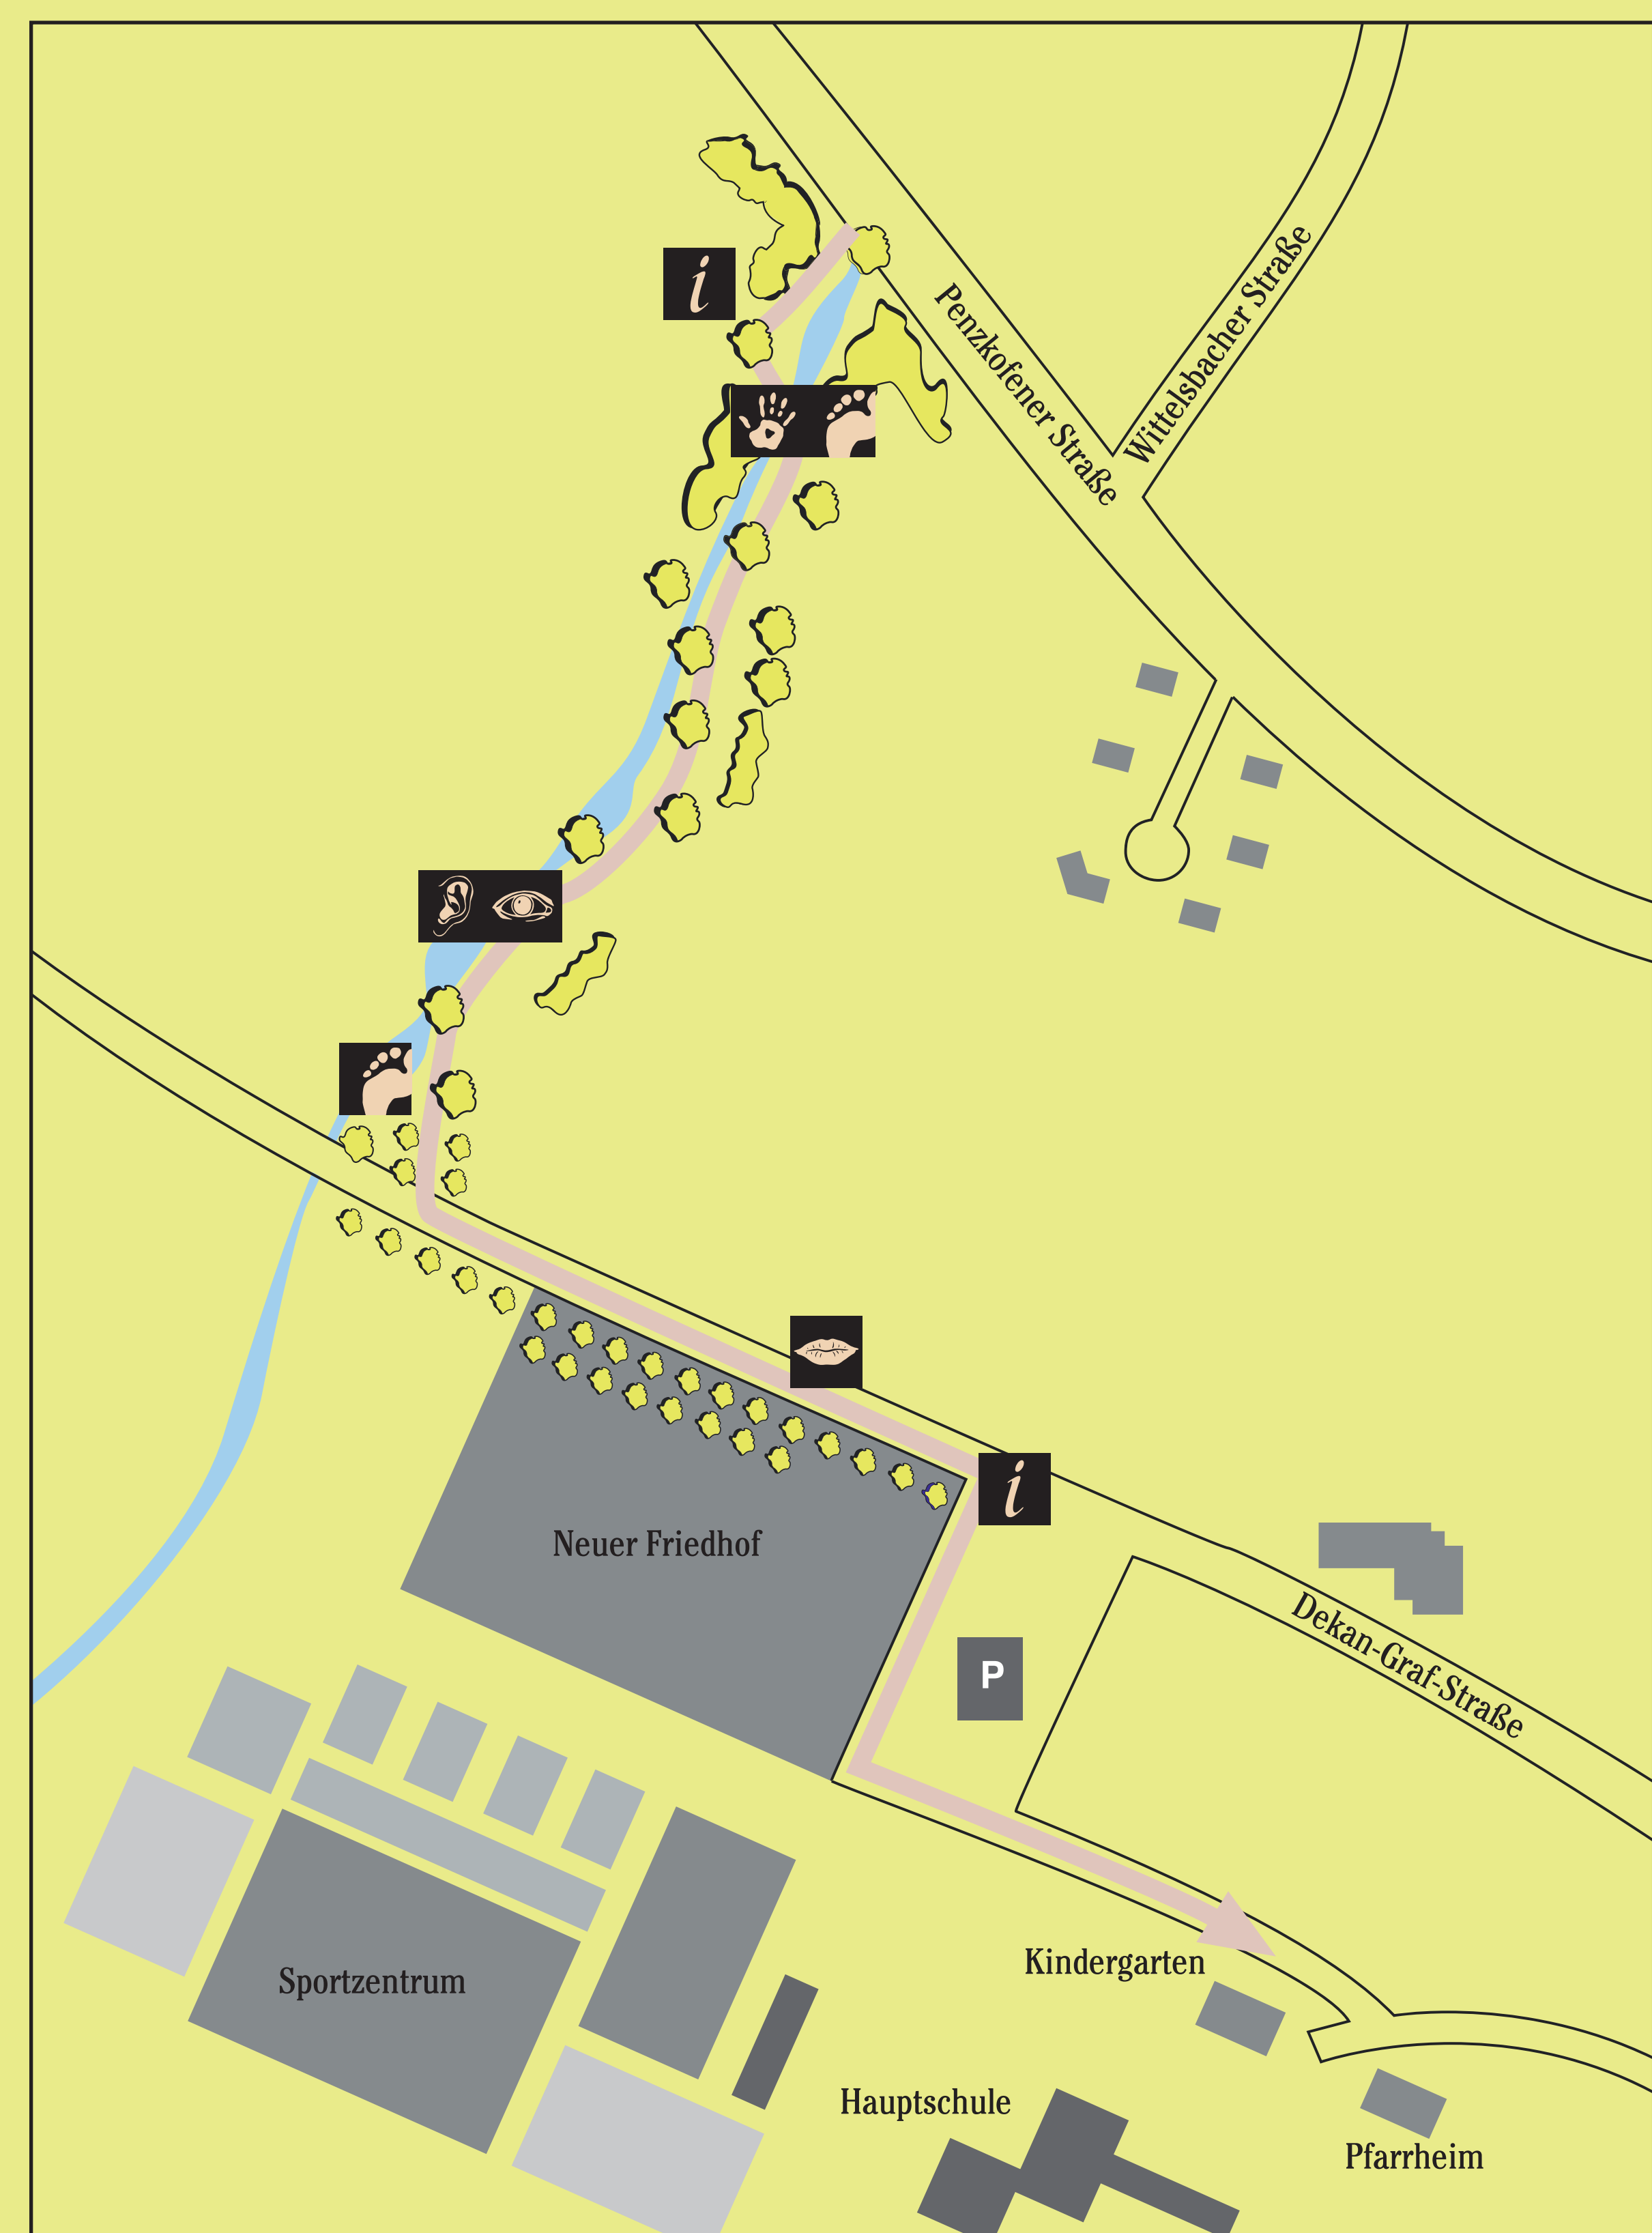 Wittelsbacher Straße
i
Penzkofener Straße
i
Neuer Friedhof
Dekan-Graf-Straße
P
Kindergarten
Sportzentrum
Hauptschule
Pfarrheim